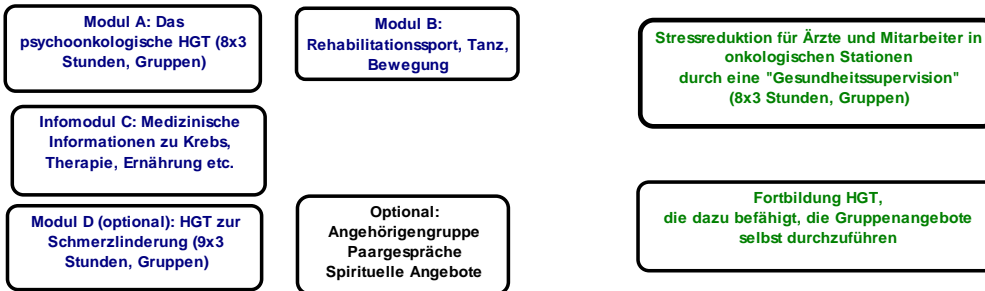 Modul A: Das
psychoonkologische HGT (8x3
Stunden, Gruppen)
Modul B:
Rehabilitationssport, Tanz,
Bewegung
Stressreduktion für Ärzte und Mitarbeiter in
onkologischen Stationen
durch eine "Gesundheitssupervision"
(8x3 Stunden, Gruppen)
Infomodul C: Medizinische
Informationen zu Krebs,
Therapie, Ernährung etc.
Modul D (optional): HGT zur
Schmerzlinderung (9x3
Stunden, Gruppen)
Optional:
Angehörigengruppe
Paargespräche
Spirituelle Angebote
Fortbildung HGT,
die dazu befähigt, die Gruppenangebote
selbst durchzuführen